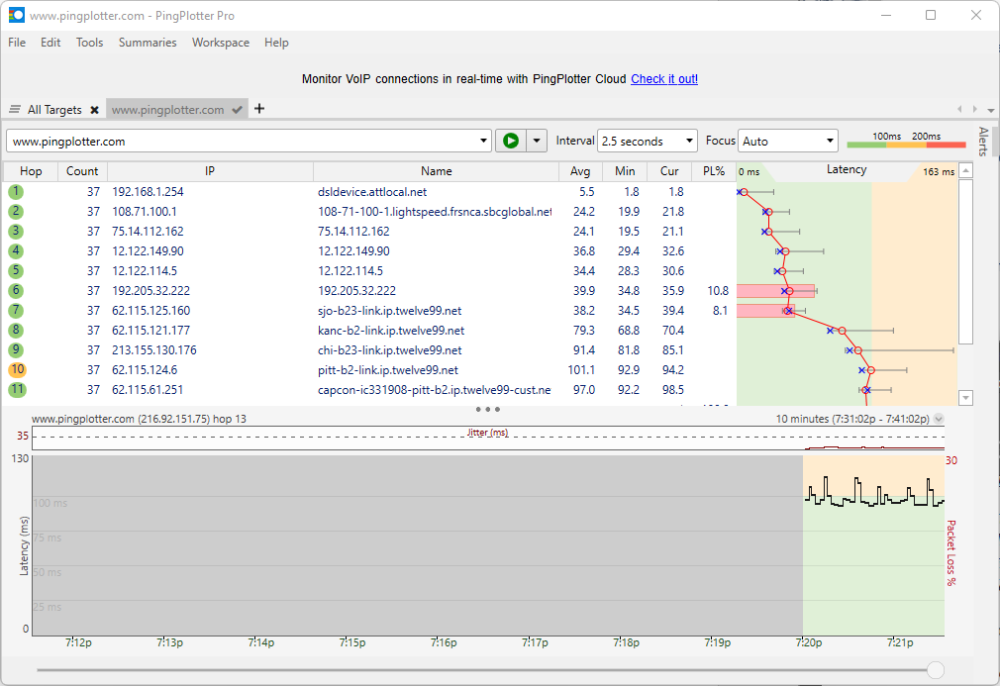 www.pingplotter.com - PingPlotter Pro
File Edit Tools Summaries Workspace Help
Monitor VoIP connections in real-time with PingPlotter Cloud Check it out!
All Targets www.pingplotter.com
www.pingplotter.com Interval 2.5 seconds Focus Auto 100ms 200ms
Alerts
Hop Count IP Name Avg Min Cur PL% 0 ms Latency 163 ms
1 37 192.168.1.254 dsldevice.attlocal.net 5.5 1.8 1.8
2 37 108.71.100.1 108-71-100-1.lightspeed.frsnca.sbcglobal.net 24.2 19.9 21.8
3 37 75.14.112.162 75.14.112.162 24.1 19.5 21.1
4 37 12.122.149.90 12.122.149.90 36.8 29.4 32.6
5 37 12.122.114.5 12.122.114.5 34.4 28.3 30.6
6 37 192.205.32.222 192.205.32.222 39.9 34.8 35.9 10.8
7 37 62.115.125.160 sjo-b23-link.ip.twelve99.net 38.2 34.5 39.4 8.1
8 37 62.115.121.177 kanc-b2-link.ip.twelve99.net 79.3 68.8 70.4
9 37 213.155.130.176 chi-b23-link.ip.twelve99.net 91.4 81.8 85.1
10 37 62.115.124.6 pitt-b2-link.ip.twelve99.net 101.1 92.9 94.2
11 37 62.115.61.251 capcon-ic331908-pitt-b2.ip.twelve99-cust.ne 97.0 92.2 98.5
www.pingplotter.com (216.92.151.75) hop 13 10 minutes (7:31:02p - 7:41:02p)
35 Jitter (ms)
130 30
100 ms
75 ms
50 ms
25 ms
0
Latency (ms)
Packet Loss %
7:12p 7:13p 7:14p 7:15p 7:16p 7:17p 7:18p 7:19p 7:20p 7:21p